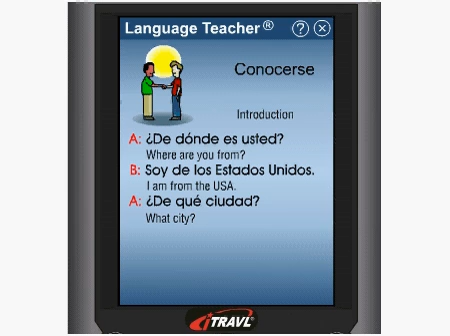 Language Teacher® ? X
Conocerse
Introduction
A: ¿De dónde es usted?
Where are you from?
B: Soy de los Estados Unidos.
I am from the USA.
A: ¿De qué ciudad?
What city?
iTRAVL®